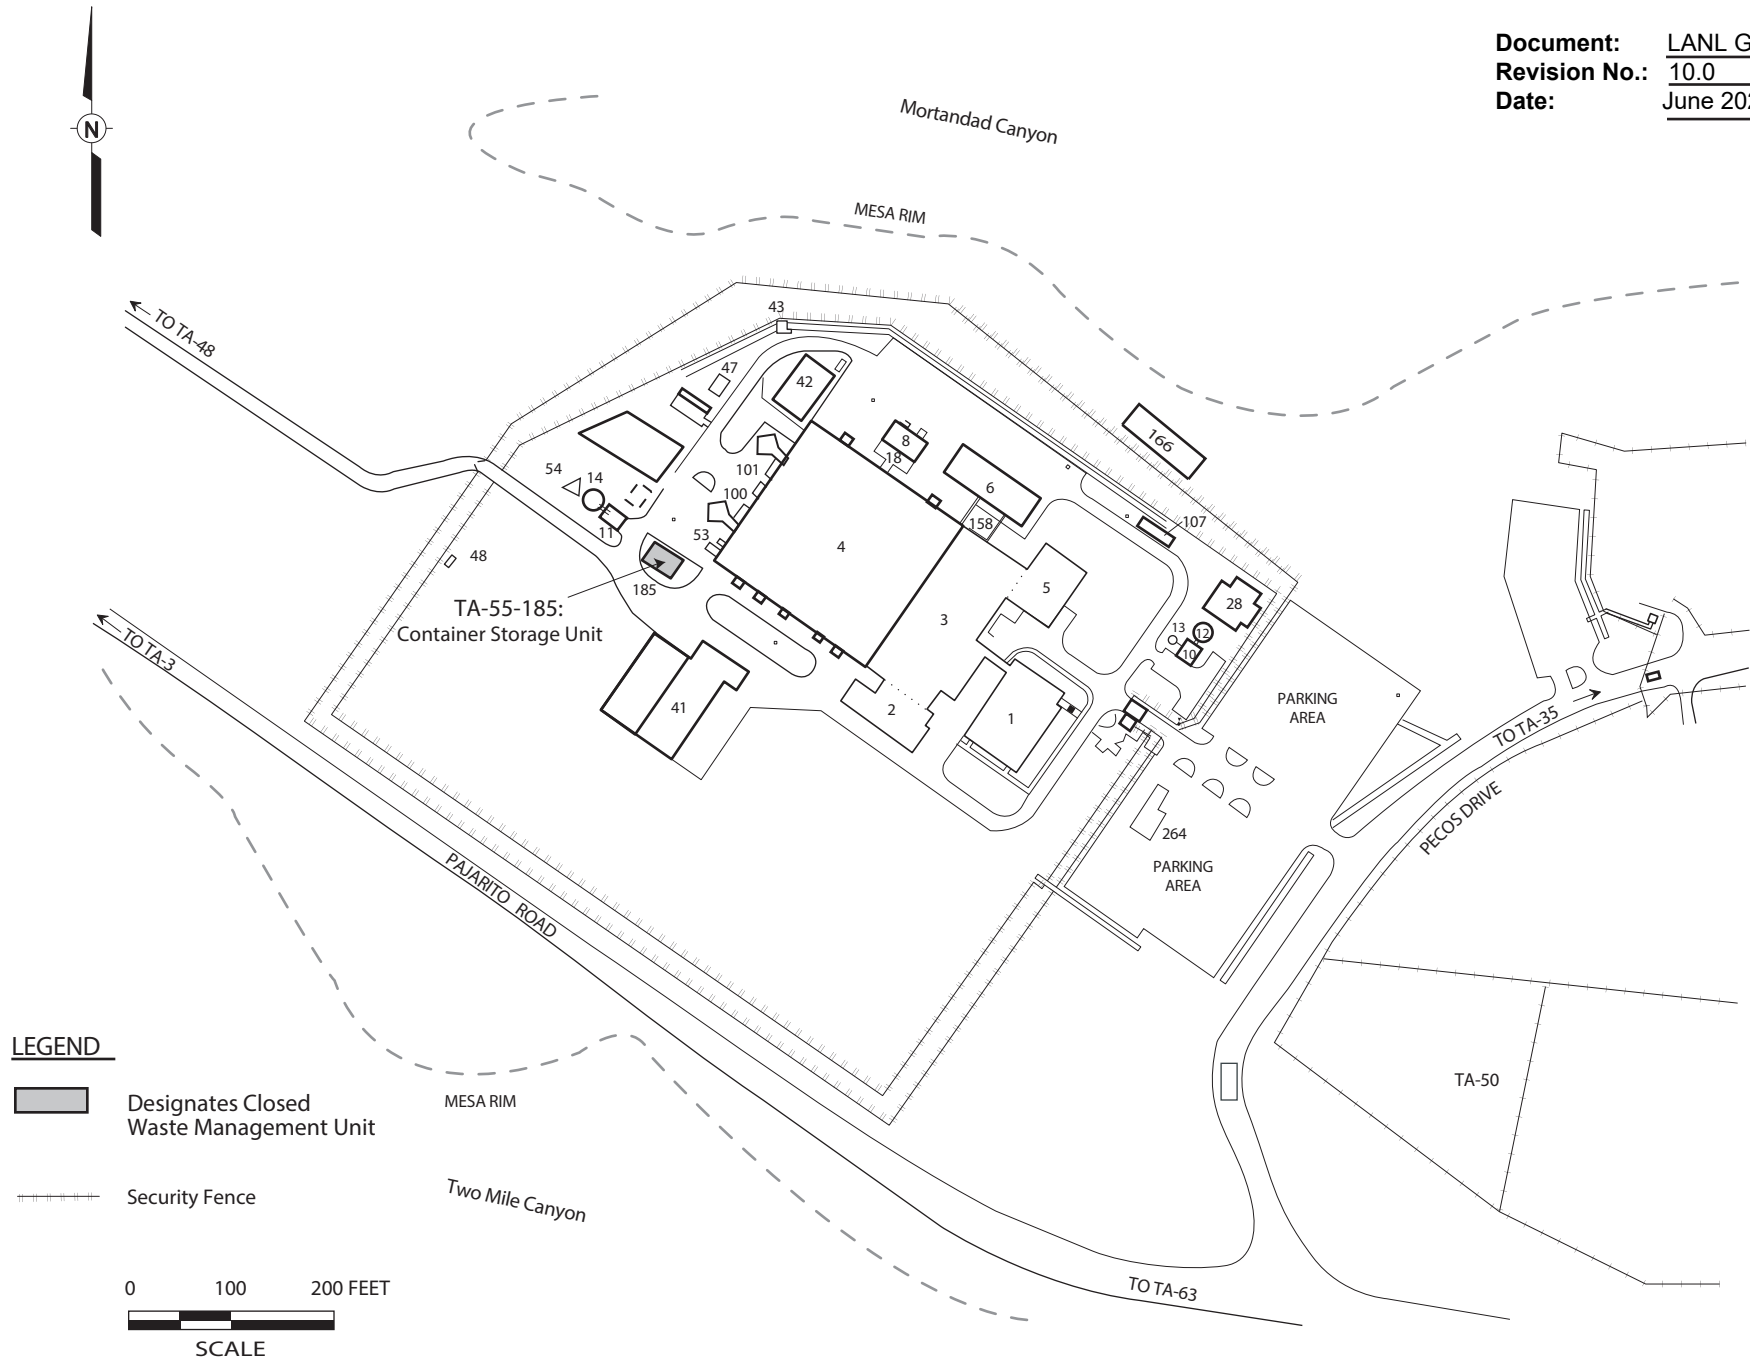 Document: LANL G
Revision No.: 10.0
Date: June 202
N
Mortandad Canyon
MESA RIM
TO TA-48
43
47
42
166
8
18
54
14
101
100
6
158
107
11
53
4
48
185
TA-55-185:
Container Storage Unit
5
28
3
13
12
10
TO TA-3
41
2
1
PARKING
AREA
TO TA-35
PECOS DRIVE
264
PARKING
AREA
PAJARITO ROAD
LEGEND
Designates Closed
Waste Management Unit
Security Fence
MESA RIM
TA-50
Two Mile Canyon
TO TA-63
0 100 200 FEET
SCALE